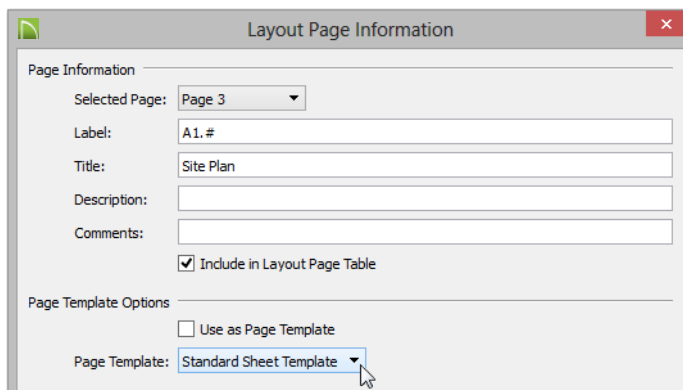 Layout Page Information
Page Information
Selected Page: Page 3
Label: A1.#
Title: Site Plan
Description:
Comments:
Include in Layout Page Table
Page Template Options
Use as Page Template
Page Template: Standard Sheet Template